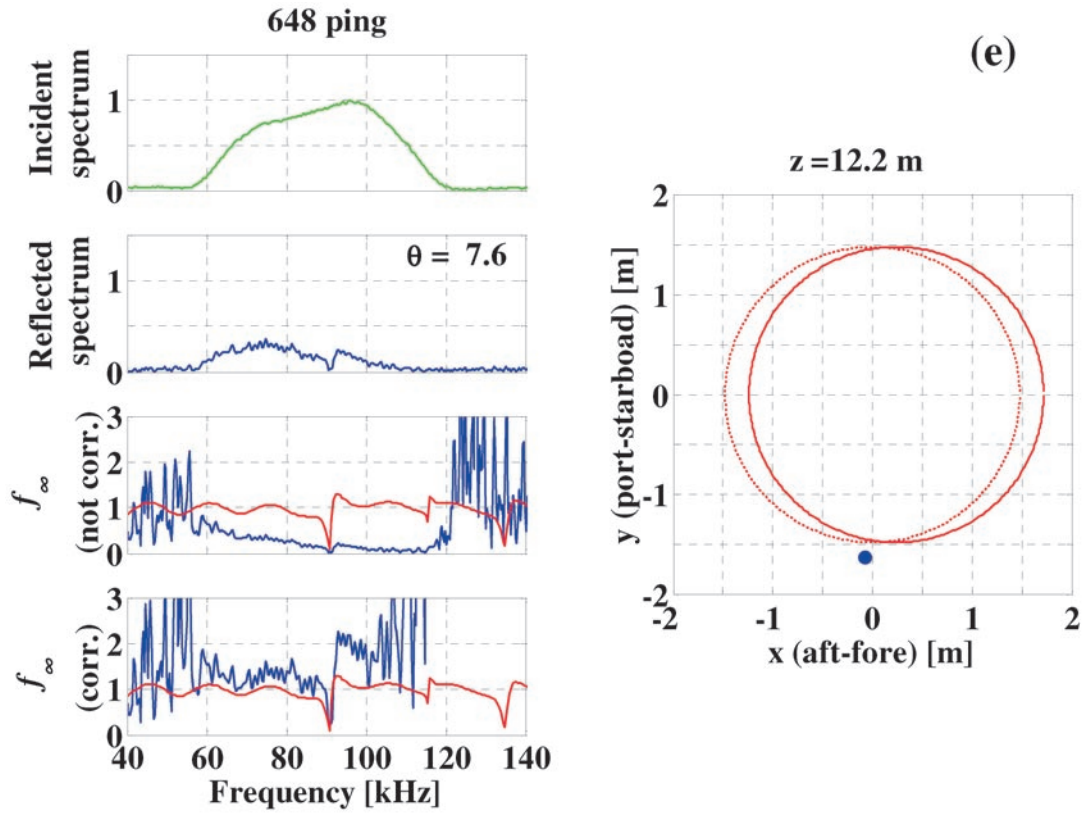 648 ping
(e)
Incident
spectrum
1
0
Reflected
spectrum
θ = 7.6
1
0
f∞
(not corr.)
3
2
1
0
f∞
(corr.)
3
2
1
0
40 60 80 100 120 140
Frequency [kHz]
z =12.2 m
y (port-starboad) [m]
2
1
0
-1
-2
-2 -1 0 1 2
x (aft-fore) [m]